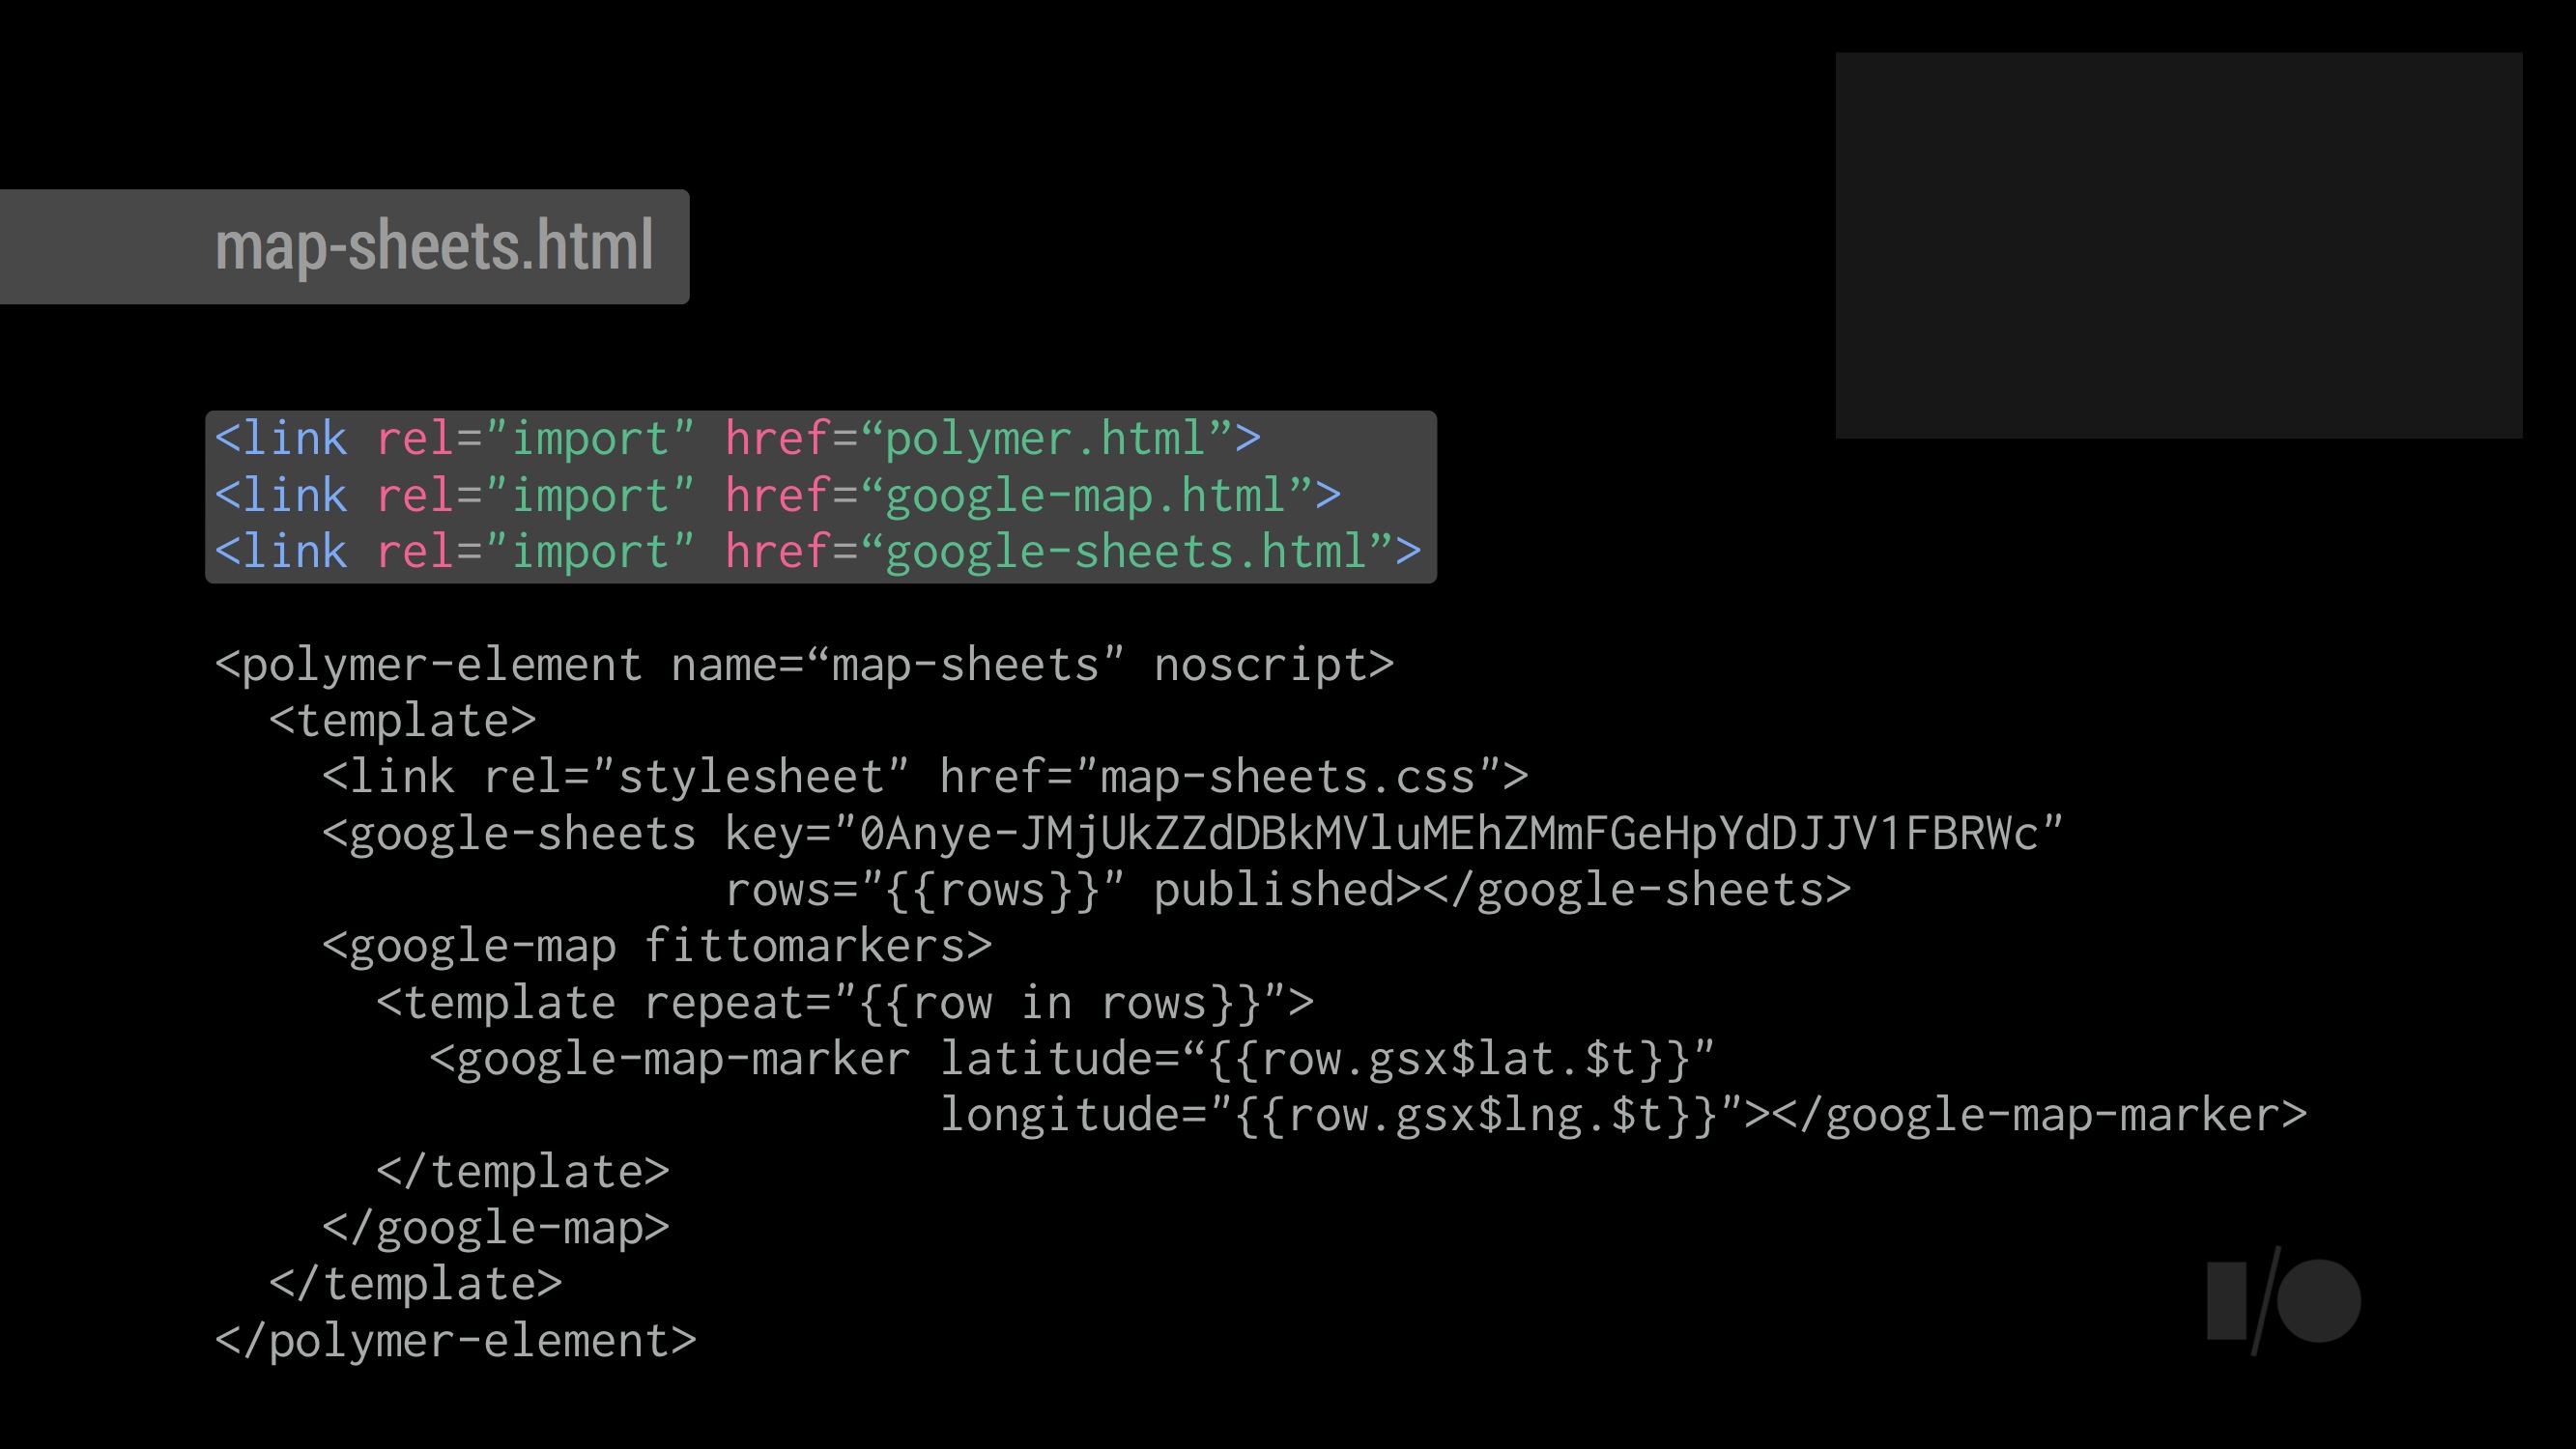 map-sheets.html
<link rel="import" href=“polymer.html”>
<link rel="import" href=“google-map.html”>
<link rel="import" href=“google-sheets.html”>
<polymer-element name=“map-sheets" noscript>
<template>
<link rel="stylesheet" href="map-sheets.css">
<google-sheets key="0Anye-JMjUkZZdDBkMVluMEhZMmFGeHpYdDJJV1FBRWc"
rows="{{rows}}" published></google-sheets>
<google-map fittomarkers>
<template repeat="{{row in rows}}">
<google-map-marker latitude=“{{row.gsx$lat.$t}}"
longitude="{{row.gsx$lng.$t}}"></google-map-marker>
</template>
</google-map>
</template>
</polymer-element>
I/O